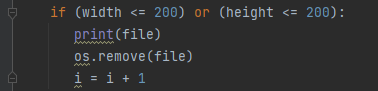 if (width <= 200) or (height <= 200):
    print(file)
    os.remove(file)
    i = i + 1